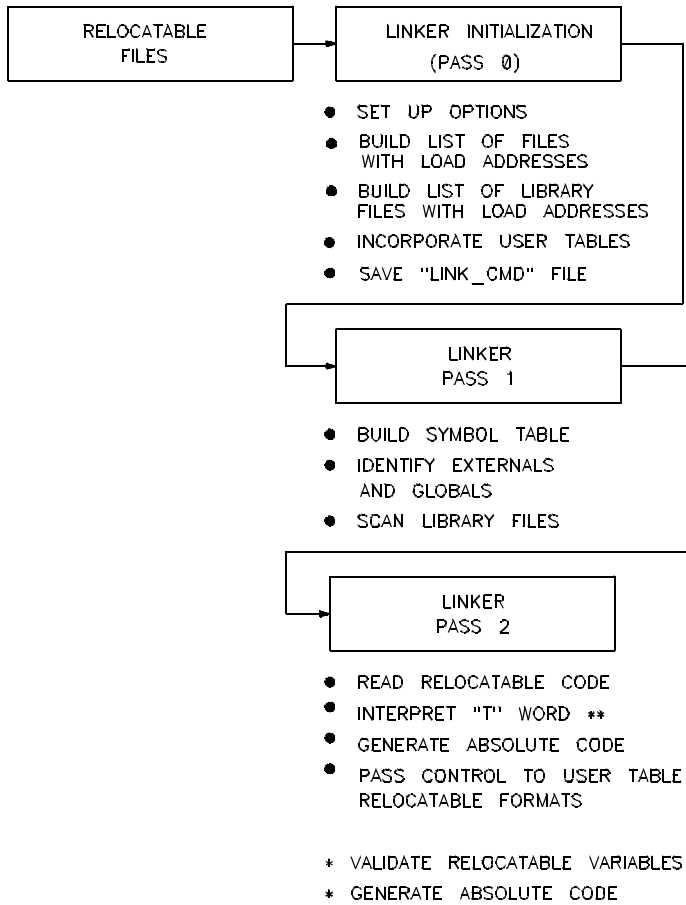 RELOCATABLE
FILES
LINKER INITIALIZATION
(PASS 0)
● SET UP OPTIONS
● BUILD LIST OF FILES
WITH LOAD ADDRESSES
● BUILD LIST OF LIBRARY
FILES WITH LOAD ADDRESSES
● INCORPORATE USER TABLES
● SAVE "LINK_CMD" FILE
LINKER
PASS 1
● BUILD SYMBOL TABLE
● IDENTIFY EXTERNALS
AND GLOBALS
● SCAN LIBRARY FILES
LINKER
PASS 2
● READ RELOCATABLE CODE
● INTERPRET "T" WORD **
● GENERATE ABSOLUTE CODE
● PASS CONTROL TO USER TABLE
RELOCATABLE FORMATS
* VALIDATE RELOCATABLE VARIABLES
* GENERATE ABSOLUTE CODE